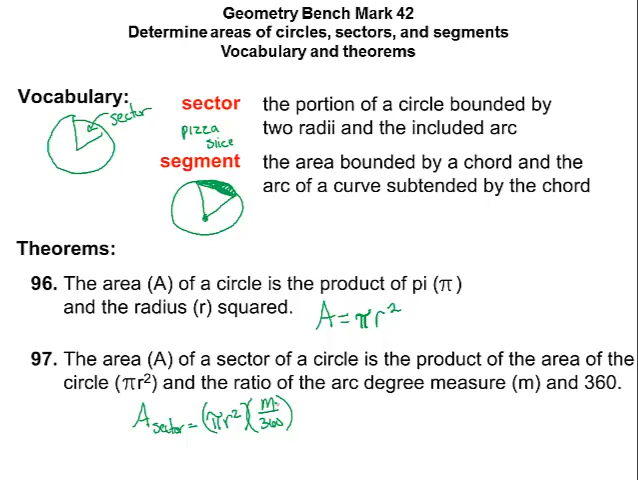 Geometry Bench Mark 42
Determine areas of circles, sectors, and segments
Vocabulary and theorems
Vocabulary:
sector
sector the portion of a circle bounded by
two radii and the included arc
pizza
slice
segment the area bounded by a chord and the
arc of a curve subtended by the chord
Theorems:
96. The area (A) of a circle is the product of pi (π)
and the radius (r) squared. A=πr²
97. The area (A) of a sector of a circle is the product of the area of the
circle (πr²) and the ratio of the arc degree measure (m) and 360.
A sector = (πr²)(m/360)